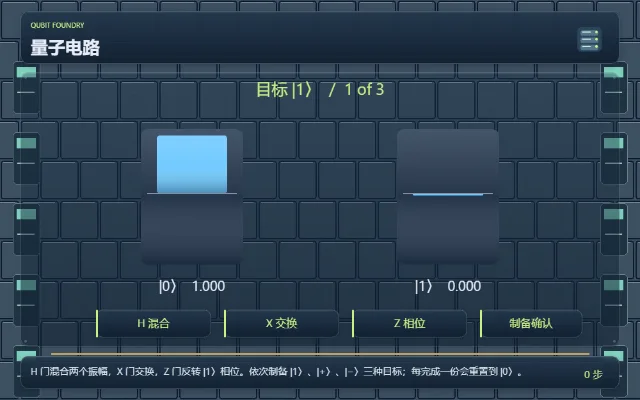 QUBIT FOUNDRY
量子电路
目标 |1⟩ / 1 of 3
|0⟩ 1.000
|1⟩ 0.000
H 混合
X 交换
Z 相位
制备确认
H 门混合两个振幅，X 门交换，Z 门反转 |1⟩ 相位。依次制备 |1⟩、|+⟩、|−⟩ 三种目标；每完成一份会重置到 |0⟩。
0 步